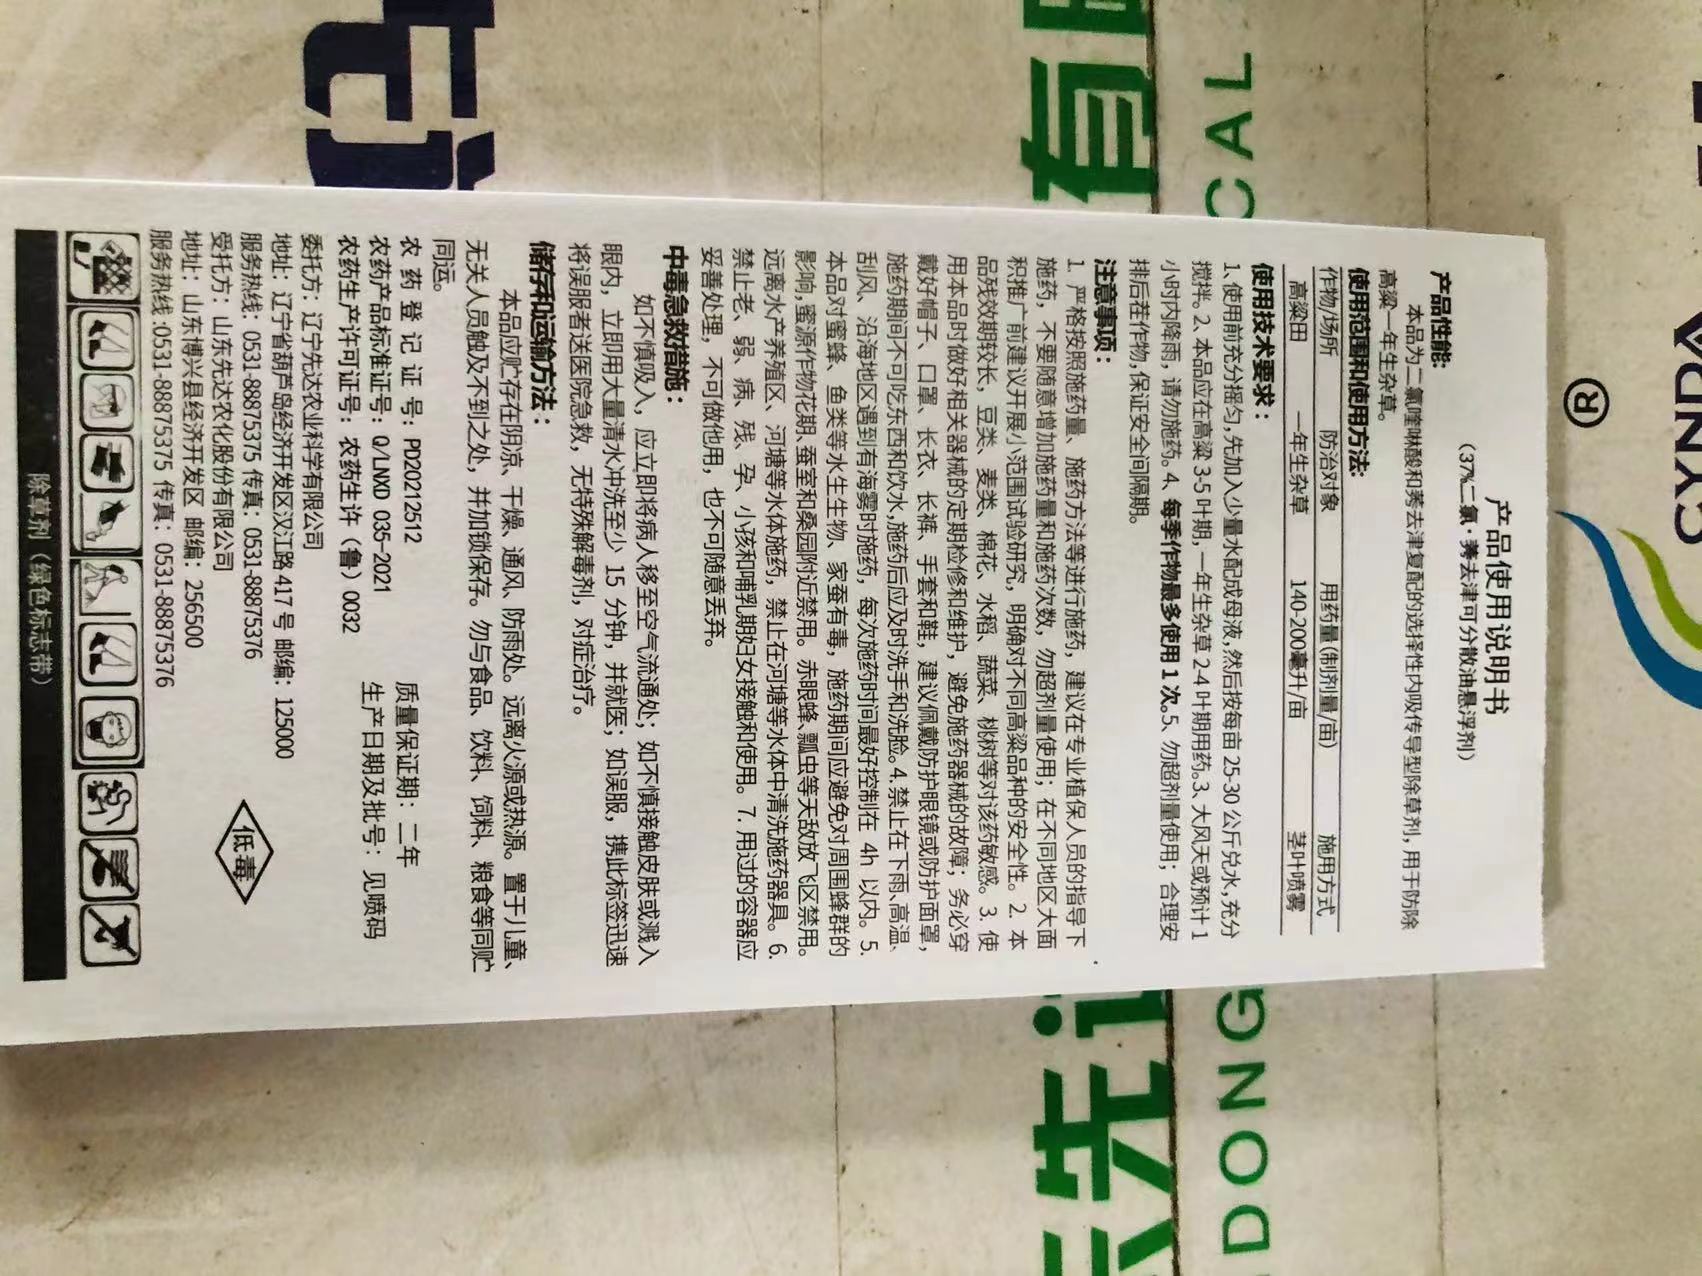 产品使用说明书
（37%二氯·莠去津可分散油悬浮剂）
产品性能:
本品为二氯喹啉酸和莠去津复配的选择性内吸传导型除草剂，用于防除
高粱一年生杂草。
使用范围和使用方法:
作物/场所 防治对象 用药量(制剂量/亩) 施用方式
高粱田 一年生杂草 140-200毫升/亩 茎叶喷雾
使用技术要求：
1、使用前充分摇匀,先加入少量水配成母液,然后按每亩 25-30 公斤兑水,充分
搅拌。2、本品应在高粱 3-5 叶期,一年生杂草 2-4 叶期用药。3、大风天或预计 1
小时内降雨，请勿施药。4、每季作物最多使用 1 次。5、勿超剂量使用；合理安
排后茬作物,保证安全间隔期。
注意事项：
1. 严格按照施药量、施药方法等进行施药，建议在专业植保人员的指导下
施药，不要随意增加施药量和施药次数，勿超剂量使用；在不同地区大面
积推广前建议开展小范围试验研究，明确对不同高粱品种的安全性。2. 本
品残效期较长，豆类、麦类、棉花、水稻、蔬菜、桃树等对该药敏感。3. 使
用本品时做好相关器械的定期检修和维护，避免施药器械的故障；务必穿
戴好帽子、口罩、长衣、长裤、手套和鞋，建议佩戴防护眼镜或防护面罩，
施药期间不可吃东西和饮水,施药后应及时洗手和洗脸。4.禁止在下雨、高温、
刮风、沿海地区遇到有海雾时施药，每次施药时间最好控制在 4h 以内。5.
本品对蜜蜂、鱼类等水生生物、家蚕有毒，施药期间应避免对周围蜂群的
影响,蜜源作物花期、蚕室和桑园附近禁用。赤眼蜂、瓢虫等天敌放飞区禁用。
远离水产养殖区、河塘等水体施药，禁止在河塘等水体中清洗施药器具。6.
禁止老、弱、病、残、孕、小孩和哺乳期妇女接触和使用。7. 用过的容器应
妥善处理，不可做他用，也不可随意丢弃。
中毒急救措施：
如不慎吸入，应立即将病人移至空气流通处；如不慎接触皮肤或溅入
眼内，立即用大量清水冲洗至少 15 分钟，并就医；如误服，携此标签迅速
将误服者送医院急救，无特殊解毒剂，对症治疗。
储存和运输方法：
本品应贮存在阴凉、干燥、通风、防雨处。远离火源或热源。置于儿童、
无关人员触及不到之处，并加锁保存。勿与食品、饮料、饲料、粮食等同贮
同运。
农 药 登 记 证 号：PD20212512
质量保证期：二年
农药产品标准证号：Q/LNXD 035-2021
生产日期及批号：见喷码
农药生产许可证号：农药生许（鲁）0032
委托方：辽宁先达农业科学有限公司
地址：辽宁省葫芦岛经济开发区汉江路 417 号 邮编：125000
服务热线：0531-88875375 传真：0531-88875376
受托方：山东先达农化股份有限公司
地址：山东博兴县经济开发区 邮编：256500
服务热线:0531-88875375 传真：0531-88875376
低毒
除草剂（绿色标志带）
®
CYNDA
CAL
DONG
先达
有